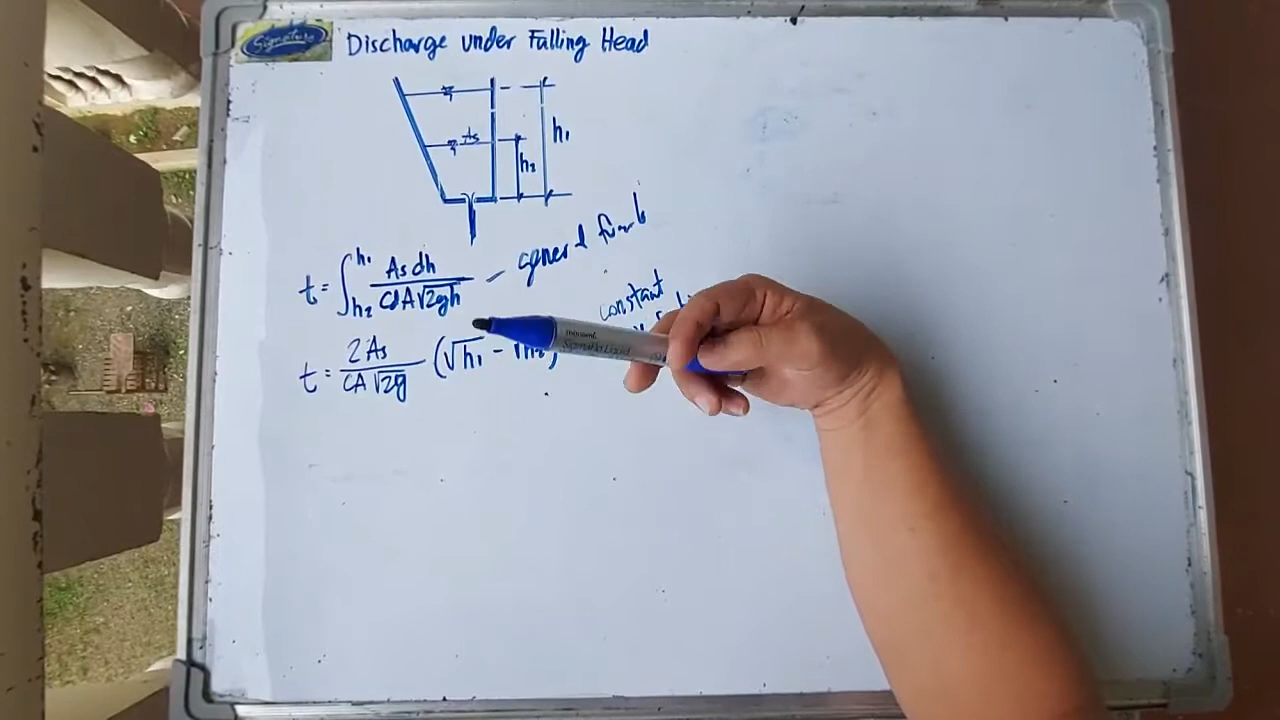 Signature
Discharge under Falling Head
As
h₁
h₂
t = ∫ h₁ h₂ As dh / Cd A √2gh – general
constant
t = 2As / CA √2g (√h₁ - √h₂)